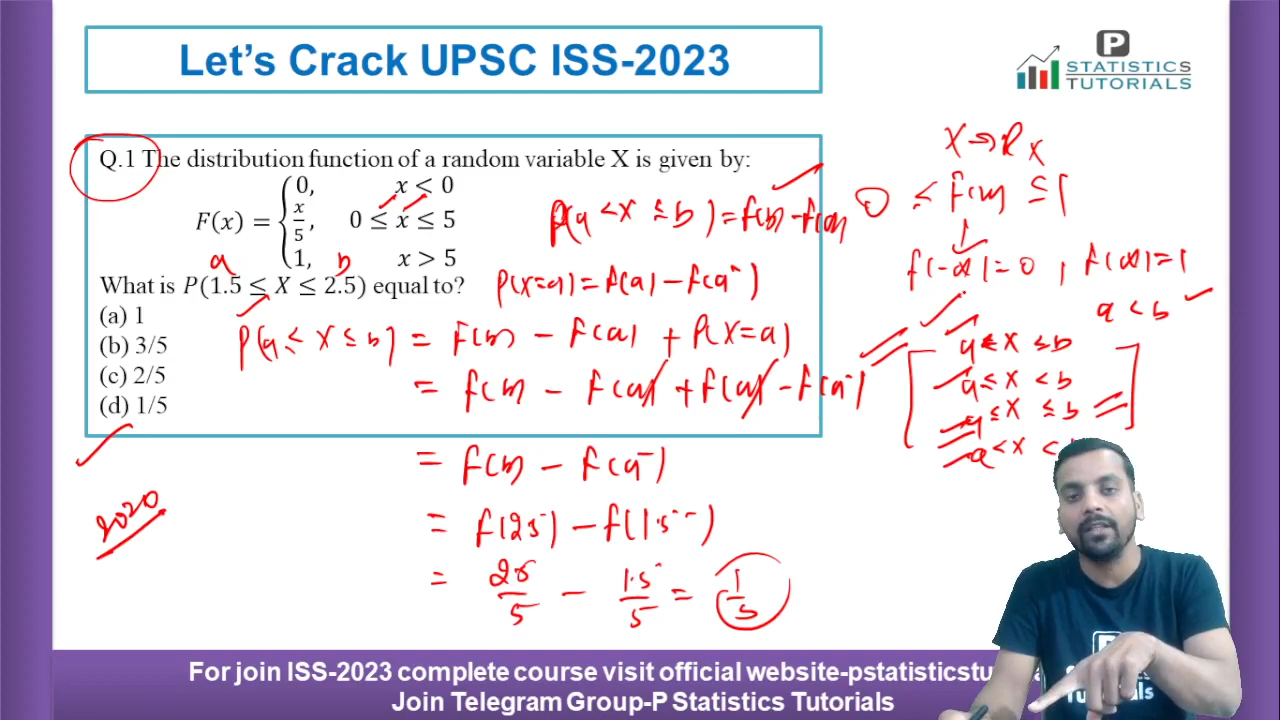 Let's Crack UPSC ISS-2023
P
STATISTICS
TUTORIALS
Q.1 The distribution function of a random variable X is given by:
F(x) = { 0, x < 0
x/5, 0 ≤ x ≤ 5
1, x > 5
a b
What is P(1.5 ≤ X ≤ 2.5) equal to?
(a) 1
(b) 3/5
(c) 2/5
(d) 1/5
P(a < X ≤ b) = F(b) - F(a)
P(X=a) = F(a) - F(a⁻)
P(a ≤ X ≤ b) = F(b) - F(a) + P(X=a)
= F(b) - F(a) + F(a) - F(a⁻)
= F(b) - F(a⁻)
= F(2.5) - F(1.5⁻)
= 2.5/5 - 1.5/5 = 1/5
2020
X → R X
0 ≤ F(x) ≤ 1
F(-∞) = 0, F(∞) = 1
a < b
a < X ≤ b
a ≤ X < b
a ≤ X ≤ b
a < X <
For join ISS-2023 complete course visit official website-pstatisticstu
Join Telegram Group-P Statistics Tutorials
P